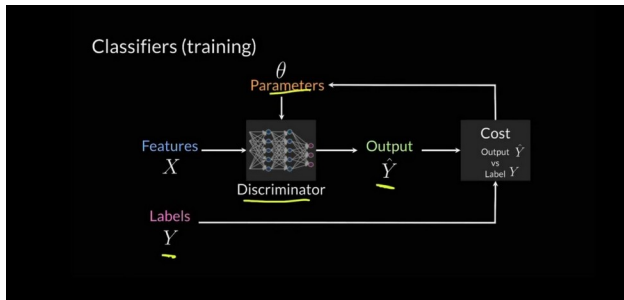 Classifiers (training)
θ
Parameters
Features
X
Discriminator
Output
Ŷ
Cost
Output Ŷ
vs
Label Y
Labels
Y